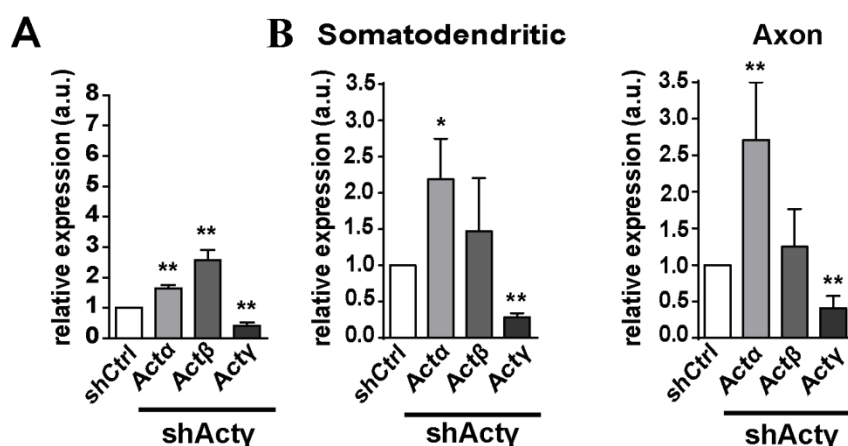 A
relative expression (a.u.)
8
7
6
5
4
3
2
1
0
**
**
**
shCtrl
Actα
Actβ
Actγ
shActγ
B Somatodendritic
relative expression (a.u.)
3.5
3.0
2.5
2.0
1.5
1.0
0.5
0.0
*
**
shCtrl
Actα
Actβ
Actγ
shActγ
Axon
relative expression (a.u.)
3.5
3.0
2.5
2.0
1.5
1.0
0.5
0.0
**
**
shCtrl
Actα
Actβ
Actγ
shActγ